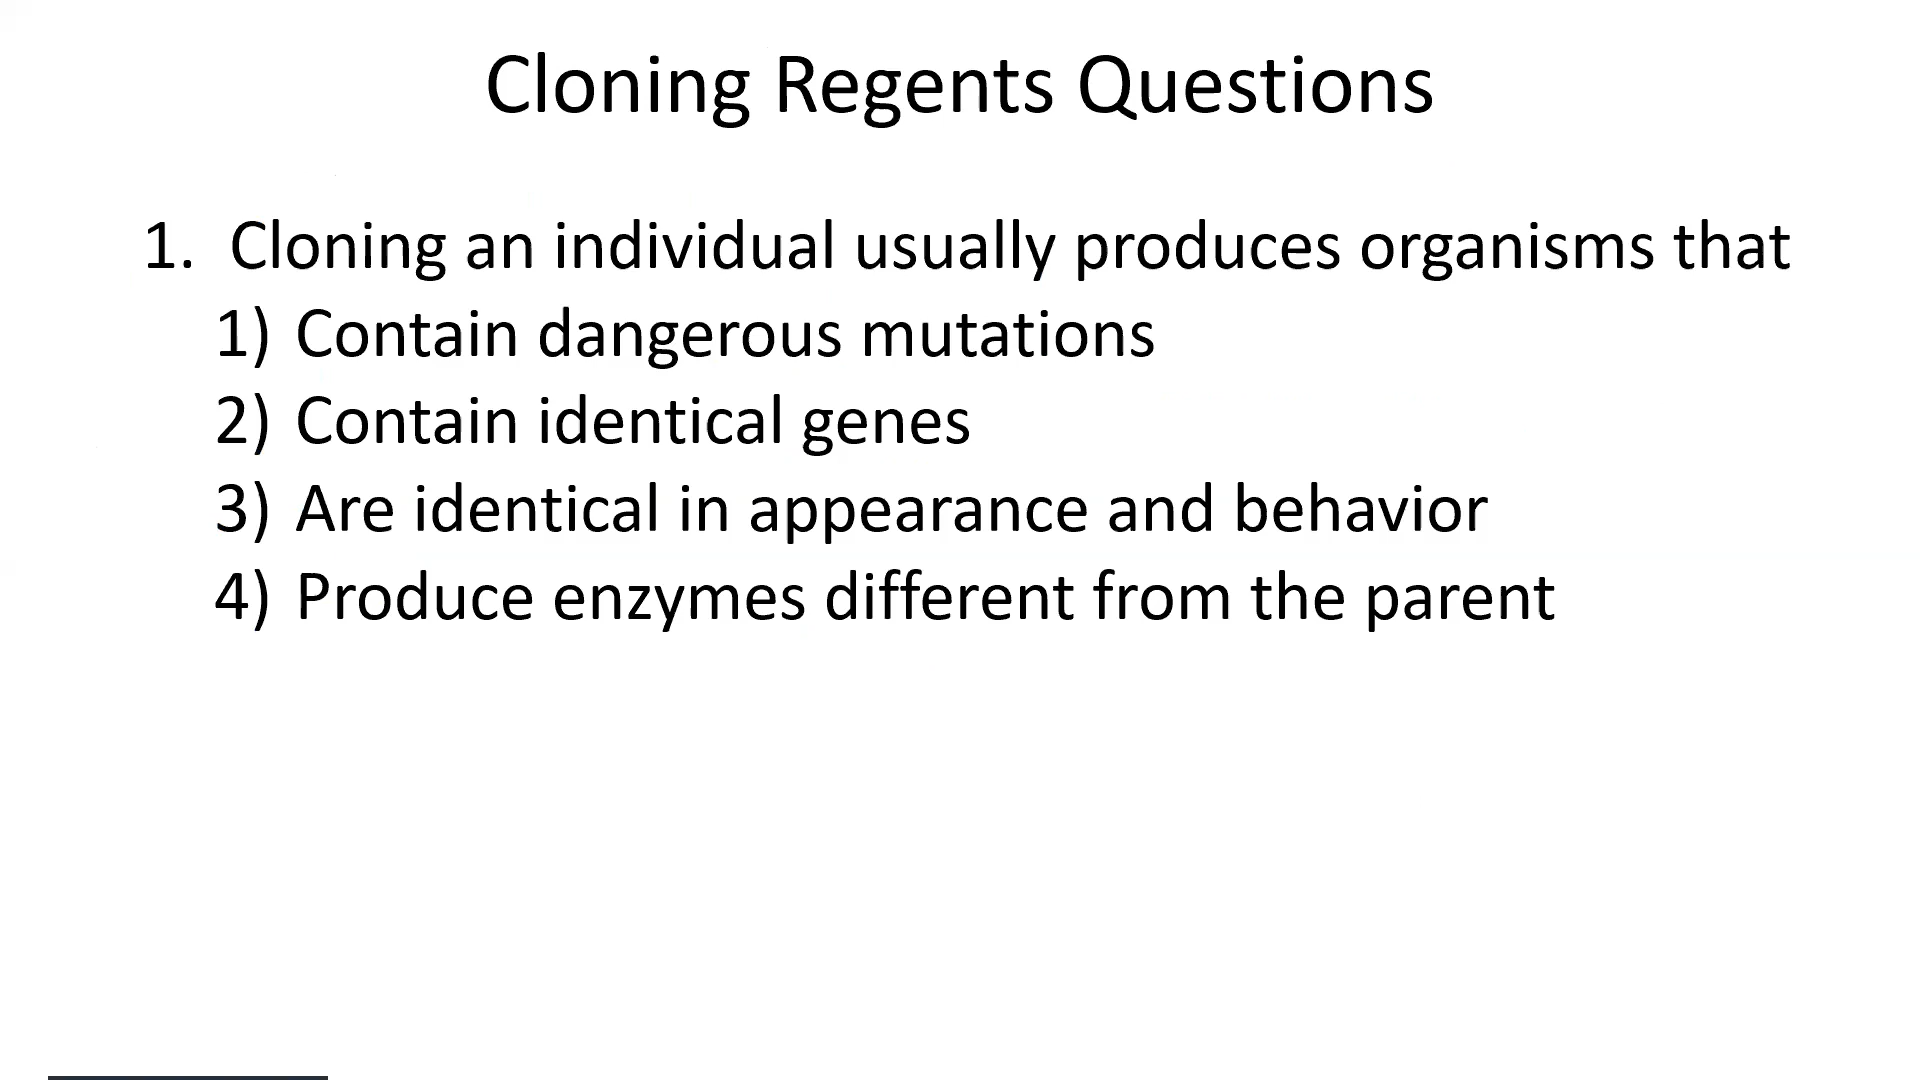 Cloning Regents Questions
1. Cloning an individual usually produces organisms that
1) Contain dangerous mutations
2) Contain identical genes
3) Are identical in appearance and behavior
4) Produce enzymes different from the parent